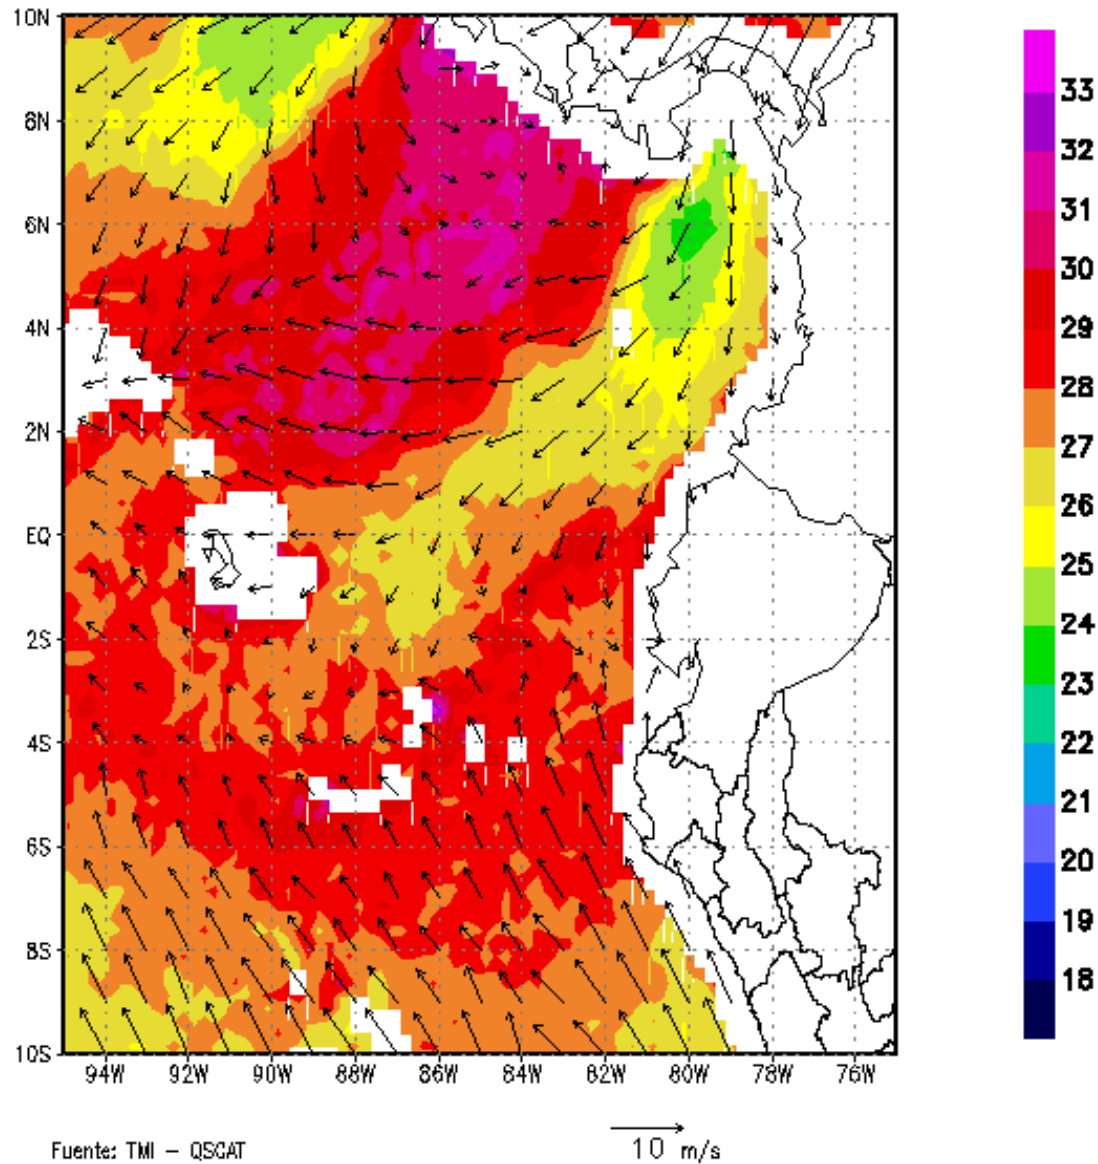 10N
8N
6N
4N
2N
EQ
2S
4S
6S
8S
10S
94W 92W 90W 88W 86W 84W 82W 80W 78W 76W
33
32
31
30
29
28
27
26
25
24
23
22
21
20
19
18
Fuente: TMI – QSCAT
10 m/s